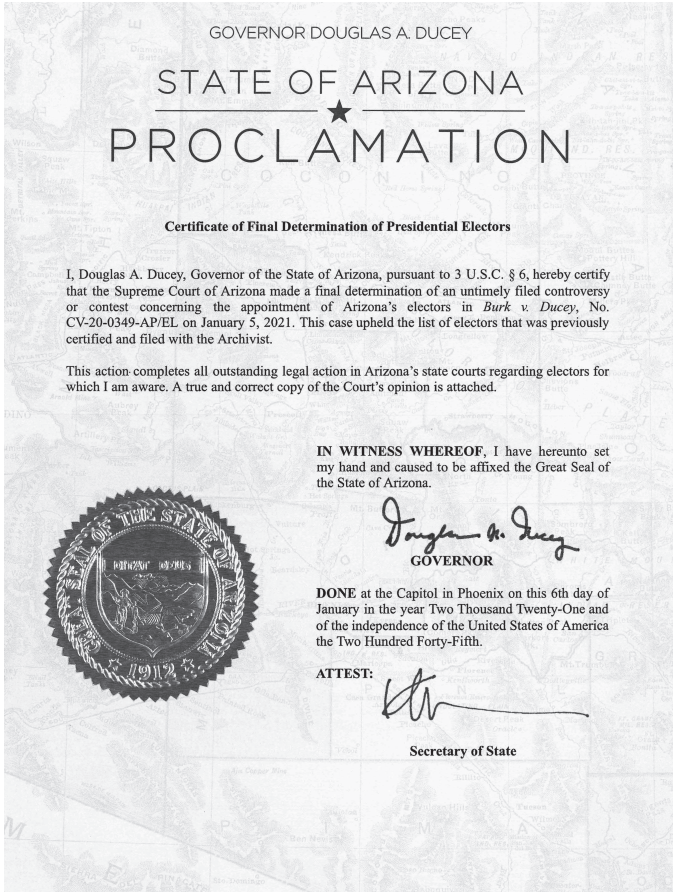 GOVERNOR DOUGLAS A. DUCEY
STATE OF ARIZONA
PROCLAMATION
COCONINO
Certificate of Final Determination of Presidential Electors
I, Douglas A. Ducey, Governor of the State of Arizona, pursuant to 3 U.S.C. § 6, hereby certify
that the Supreme Court of Arizona made a final determination of an untimely filed controversy
or contest concerning the appointment of Arizona's electors in Burk v. Ducey, No.
CV-20-0349-AP/EL on January 5, 2021. This case upheld the list of electors that was previously
certified and filed with the Archivist.
This action completes all outstanding legal action in Arizona's state courts regarding electors for
which I am aware. A true and correct copy of the Court's opinion is attached.
IN WITNESS WHEREOF, I have hereunto set
my hand and caused to be affixed the Great Seal of
the State of Arizona.
Douglas A. Ducey
GOVERNOR
DONE at the Capitol in Phoenix on this 6th day of
January in the year Two Thousand Twenty-One and
of the independence of the United States of America
the Two Hundred Forty-Fifth.
ATTEST:
Secretary of State
GREAT SEAL OF THE STATE OF ARIZONA
DITAT DEUS
1912